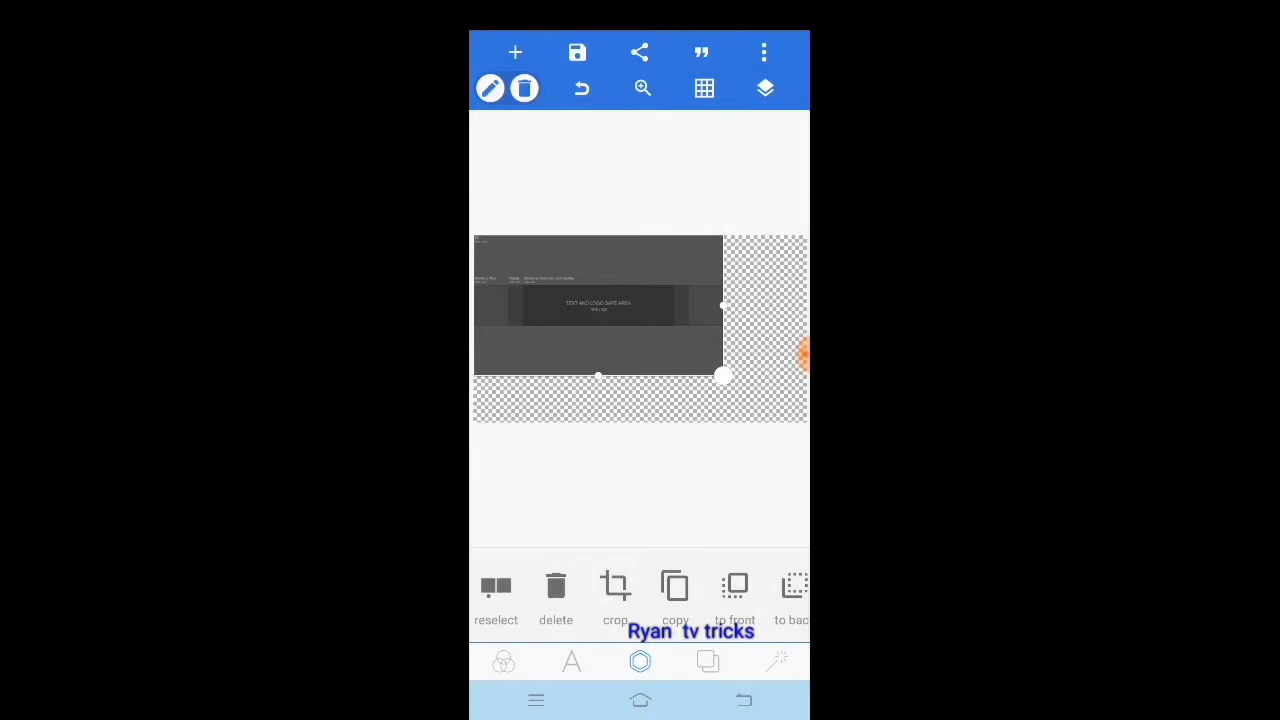 TEXT AND LOGO SAFE AREA
reselect
delete
crop
copy
to front
to bac
Ryan tv tricks